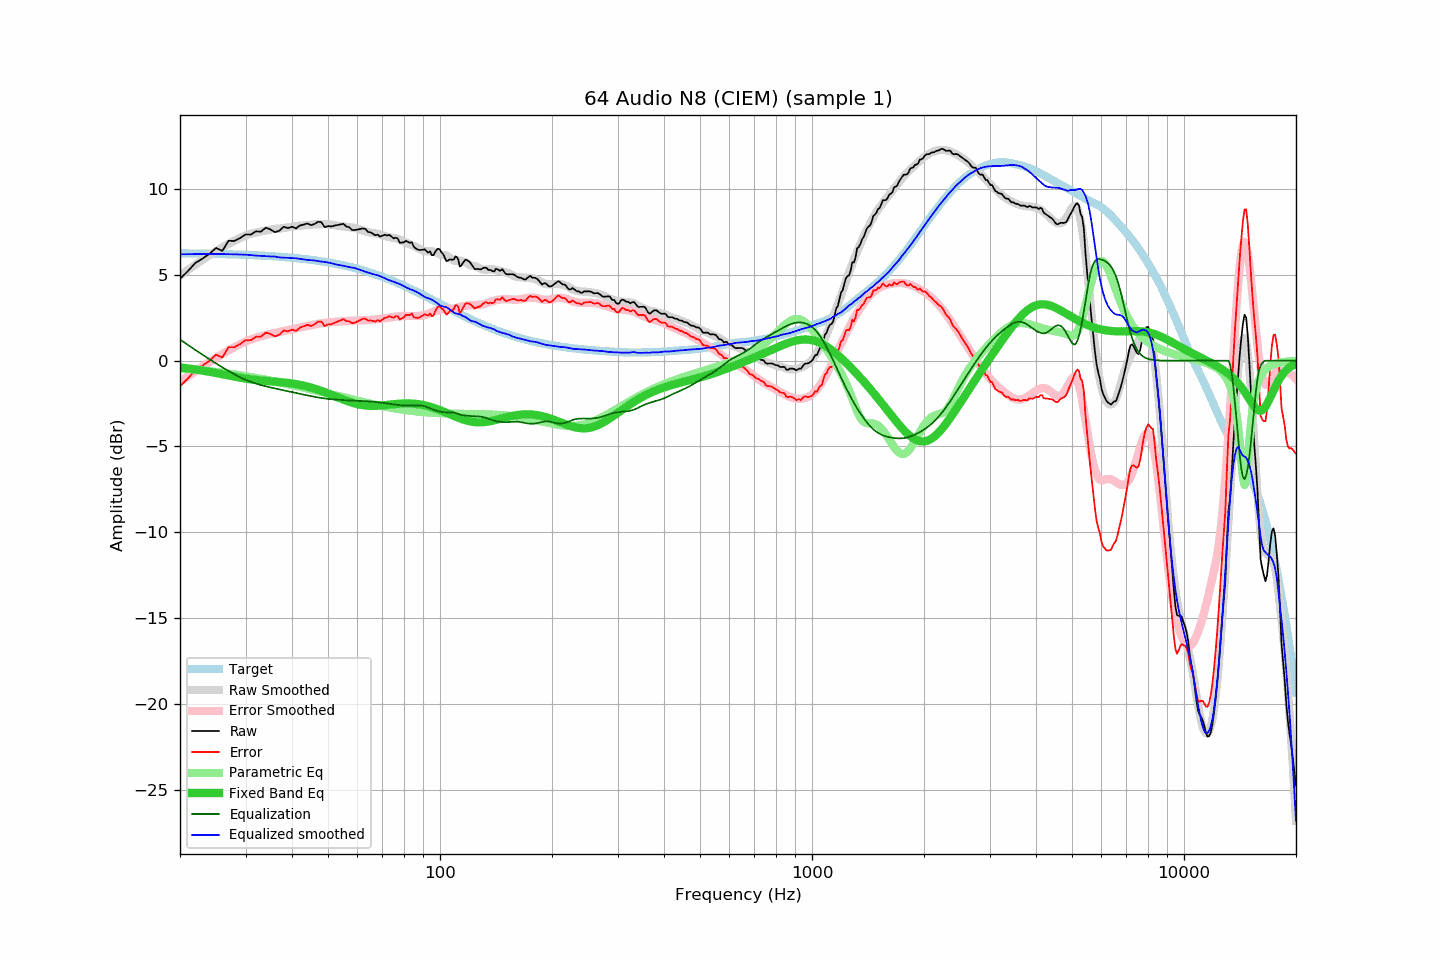 64 Audio N8 (CIEM) (sample 1)
Amplitude (dBr)
10
5
0
−5
−10
−15
−20
−25
Target
Raw Smoothed
Error Smoothed
Raw
Error
Parametric Eq
Fixed Band Eq
Equalization
Equalized smoothed
100
1000
10000
Frequency (Hz)